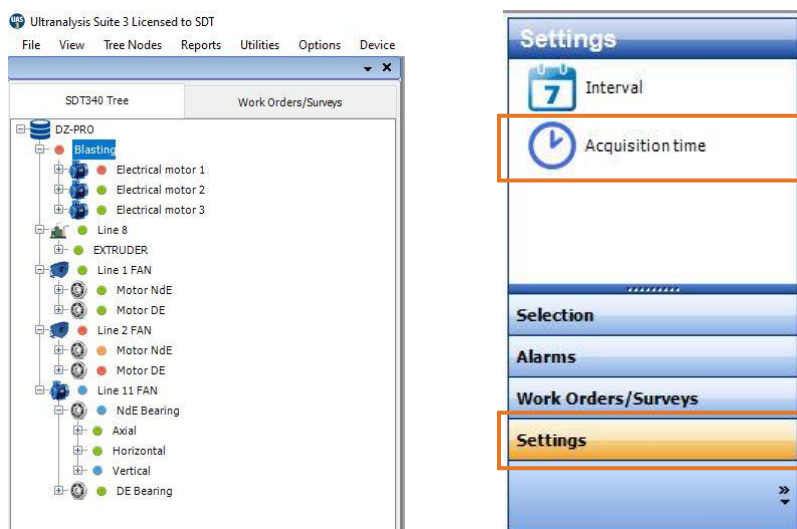 UAS 3 Ultranalysis Suite 3 Licensed to SDT
File View Tree Nodes Reports Utilities Options Device
SDT340 Tree Work Orders/Surveys
DZ-PRO
Blasting
Electrical motor 1
Electrical motor 2
Electrical motor 3
Line 8
EXTRUDER
Line 1 FAN
Motor NdE
Motor DE
Line 2 FAN
Motor NdE
Motor DE
Line 11 FAN
NdE Bearing
Axial
Horizontal
Vertical
DE Bearing
Settings
7 Interval
Acquisition time
Selection
Alarms
Work Orders/Surveys
Settings